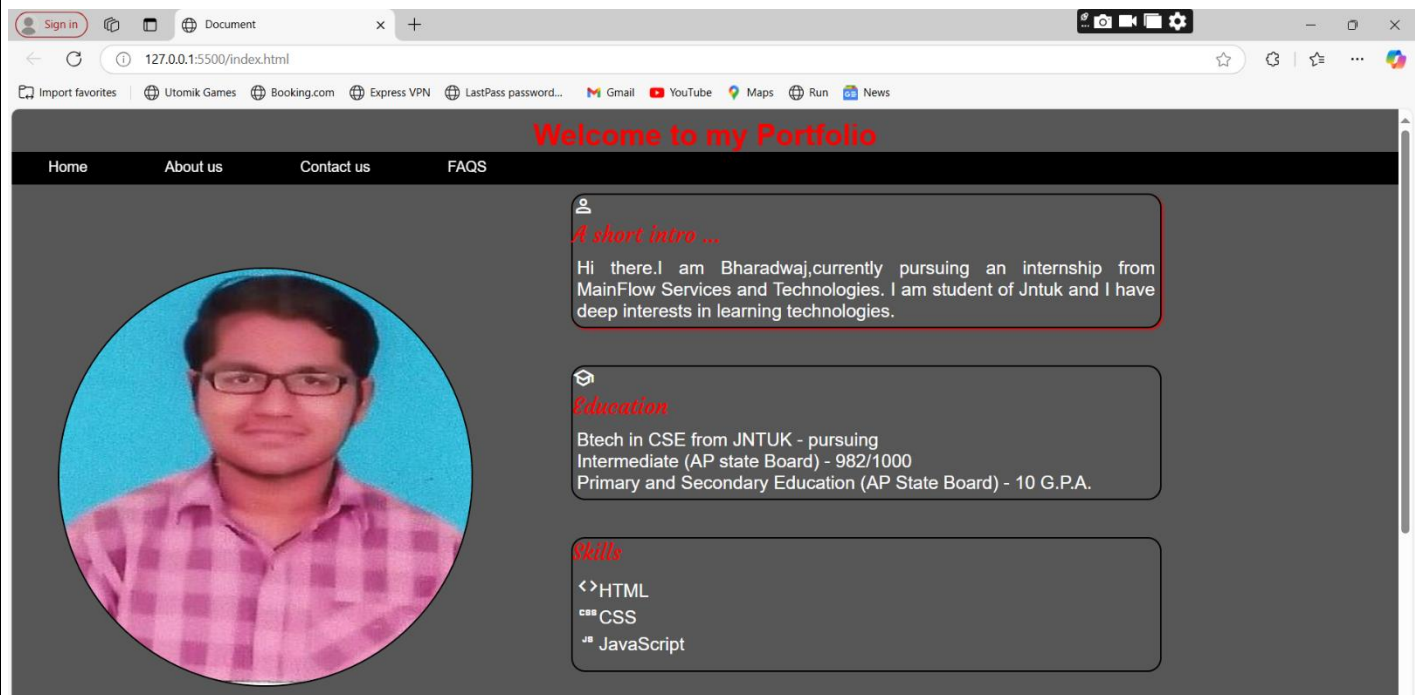 Sign in
Document
127.0.0.1:5500/index.html
Import favorites Utomik Games Booking.com Express VPN LastPass password... Gmail YouTube Maps Run News
Welcome to my Portfolio
Home About us Contact us FAQS
A short intro ...
Hi there.I am Bharadwaj,currently pursuing an internship from
MainFlow Services and Technologies. I am student of Jntuk and I have
deep interests in learning technologies.
Education
Btech in CSE from JNTUK - pursuing
Intermediate (AP state Board) - 982/1000
Primary and Secondary Education (AP State Board) - 10 G.P.A.
Skills
<>HTML
CSS CSS
JS JavaScript